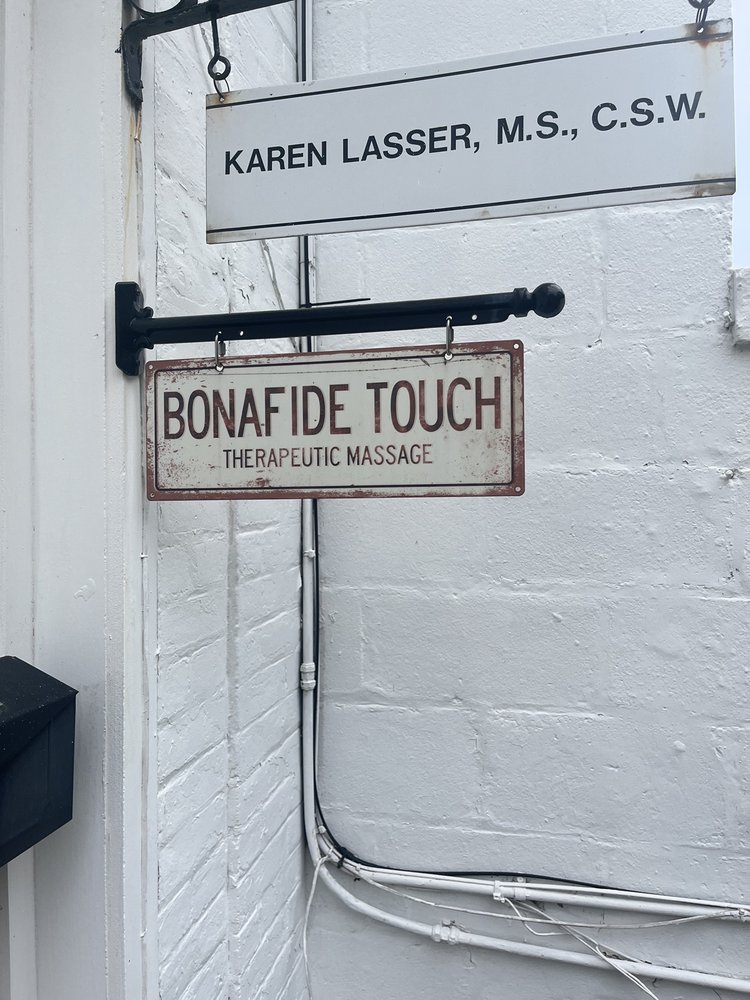 KAREN LASSER, M.S., C.S.W.
BONAFIDE TOUCH
THERAPEUTIC MASSAGE